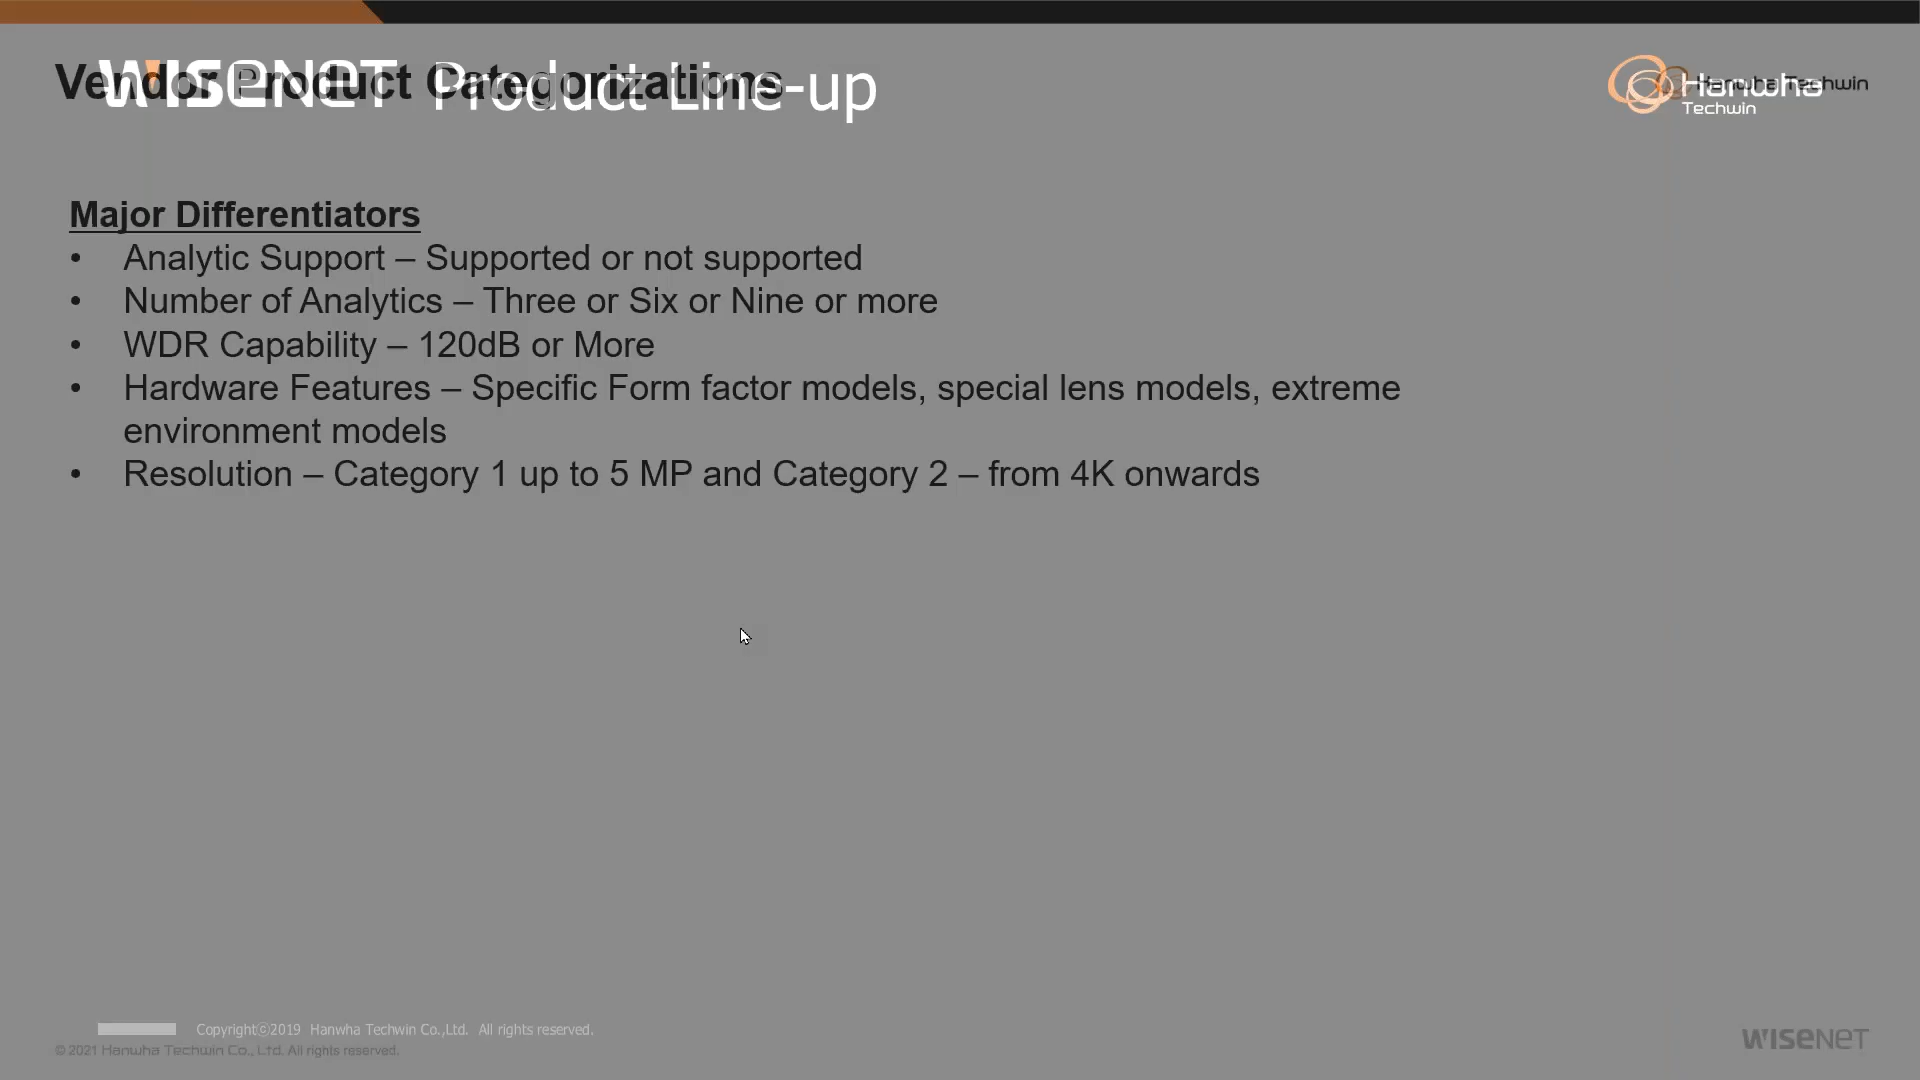 Vendor Product Categorizations
WISENET Product Line-up
Hanwha Techwin
Hanwha
Techwin
Major Differentiators
• Analytic Support – Supported or not supported
• Number of Analytics – Three or Six or Nine or more
• WDR Capability – 120dB or More
• Hardware Features – Specific Form factor models, special lens models, extreme
environment models
• Resolution – Category 1 up to 5 MP and Category 2 – from 4K onwards
Copyrightⓒ2019 Hanwha Techwin Co.,Ltd. All rights reserved.
© 2021 Hanwha Techwin Co., Ltd. All rights reserved.
WISENET